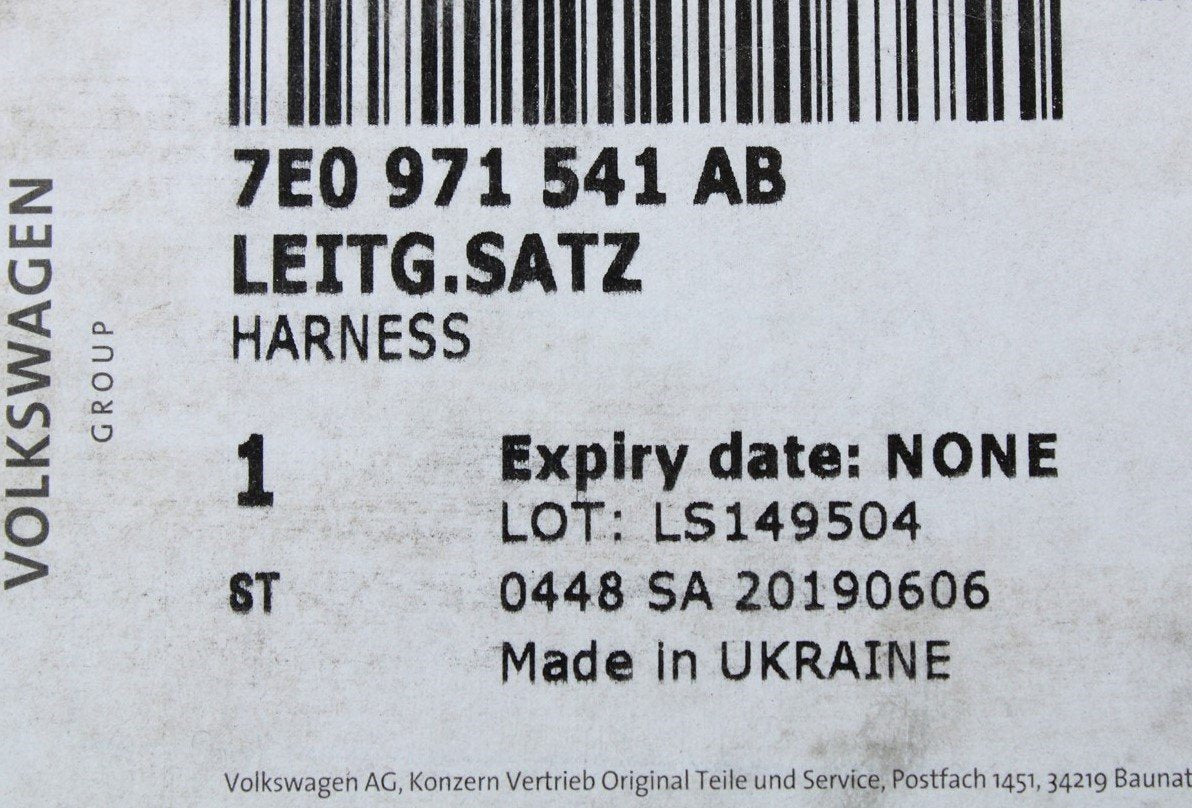 VOLKSWAGEN
GROUP
7E0 971 541 AB
LEITG.SATZ
HARNESS
1
Expiry date: NONE
LOT: LS149504
ST
0448 SA 20190606
Made in UKRAINE
Volkswagen AG, Konzern Vertrieb Original Teile und Service, Postfach 1451, 34219 Baunat